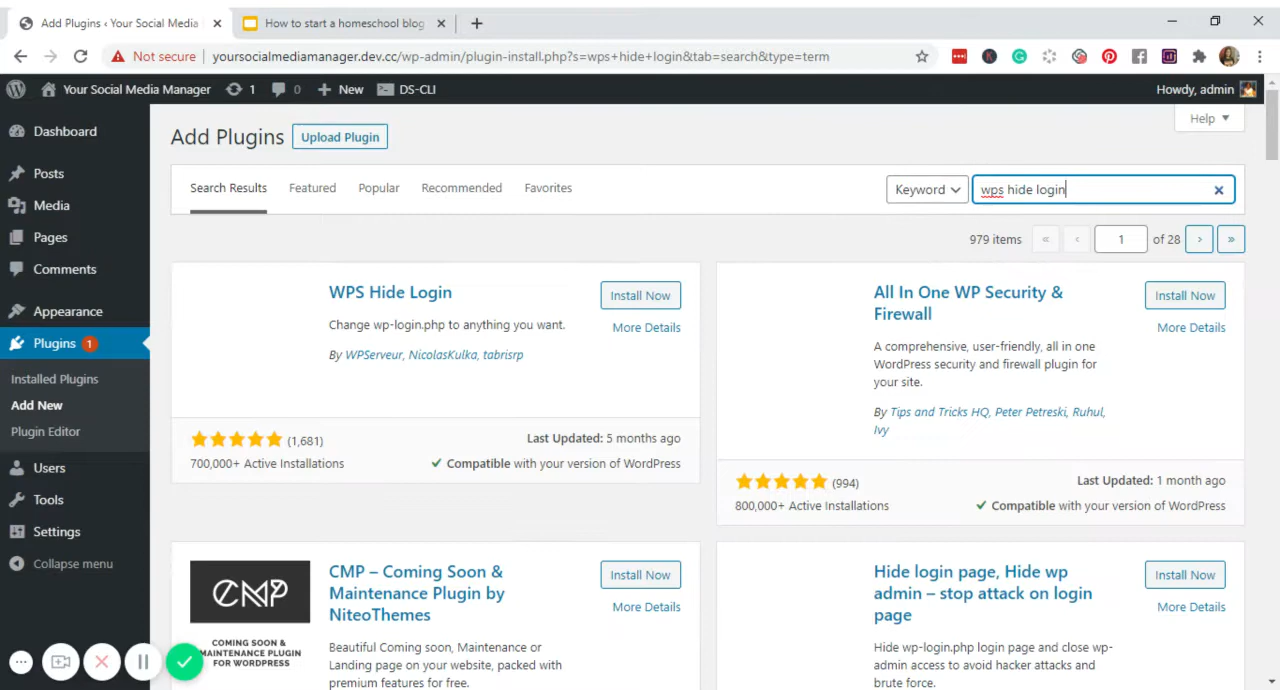 Add Plugins ‹ Your Social Media
How to start a homeschool blog
Not secure
yoursocialmediamanager.dev.cc/wp-admin/plugin-install.php?s=wps+hide+login&tab=search&type=term
Your Social Media Manager
1
0
New
DS-CLI
Howdy, admin
Dashboard
Posts
Media
Pages
Comments
Appearance
Plugins 1
Installed Plugins
Add New
Plugin Editor
Users
Tools
Settings
Collapse menu
Help
Add Plugins
Upload Plugin
Search Results
Featured
Popular
Recommended
Favorites
Keyword
wps hide login
979 items
«
‹
1
of 28
›
»
WPS Hide Login
Install Now
More Details
Change wp-login.php to anything you want.
By WPServeur, NicolasKulka, tabrisrp
(1,681)
700,000+ Active Installations
Last Updated: 5 months ago
Compatible with your version of WordPress
All In One WP Security &
Firewall
Install Now
More Details
A comprehensive, user-friendly, all in one
WordPress security and firewall plugin for
your site.
By Tips and Tricks HQ, Peter Petreski, Ruhul,
Ivy
(994)
800,000+ Active Installations
Last Updated: 1 month ago
Compatible with your version of WordPress
CMP
COMING SOON &
MAINTENANCE PLUGIN
FOR WORDPRESS
CMP – Coming Soon &
Maintenance Plugin by
NiteoThemes
Install Now
More Details
Beautiful Coming soon, Maintenance or
Landing page on your website, packed with
premium features for free.
Hide login page, Hide wp
admin – stop attack on login
page
Install Now
More Details
Hide wp-login.php login page and close wp-
admin access to avoid hacker attacks and
brute force.